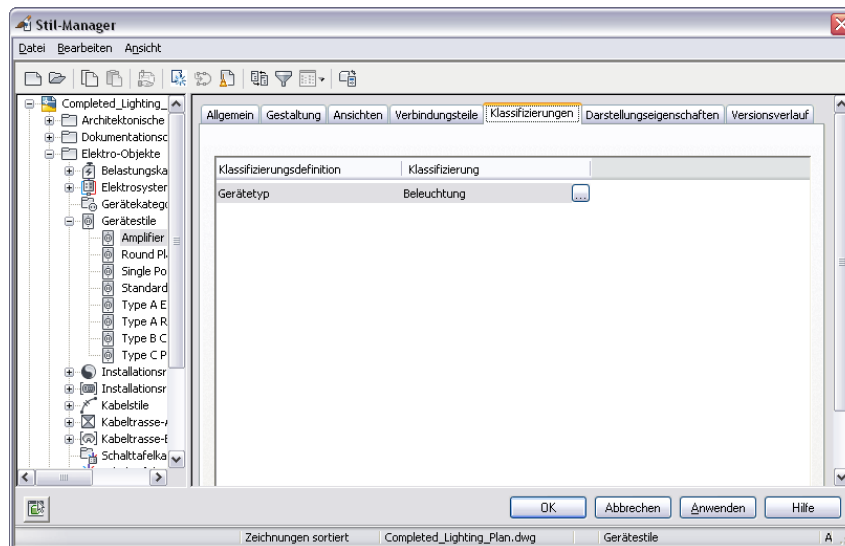 Stil-Manager
Datei Bearbeiten Ansicht
Completed_Lighting_
Architektonische
Dokumentationsc
Elektro-Objekte
Belastungska
Elektrosyster
Gerätekatego
Gerätestile
Amplifier
Round Pl
Single Po
Standard
Type A E
Type A R
Type B C
Type C P
Installationsr
Installationsr
Kabelstile
Kabeltrasse-A
Kabeltrasse-E
Schalttafelka
Allgemein Gestaltung Ansichten Verbindungsteile Klassifizierungen Darstellungseigenschaften Versionsverlauf
Klassifizierungsdefinition Klassifizierung
Gerätetyp Beleuchtung ...
OK Abbrechen Anwenden Hilfe
Zeichnungen sortiert Completed_Lighting_Plan.dwg Gerätestile A